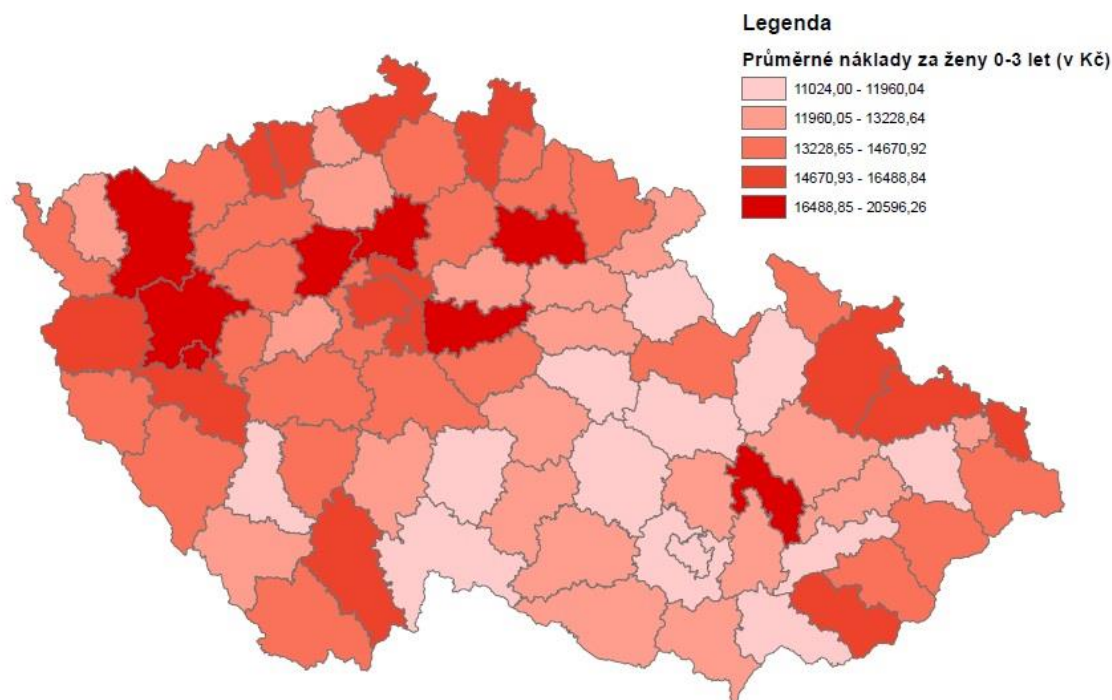 Legenda
Průměrné náklady za ženy 0-3 let (v Kč)
11024,00 - 11960,04
11960,05 - 13228,64
13228,65 - 14670,92
14670,93 - 16488,84
16488,85 - 20596,26